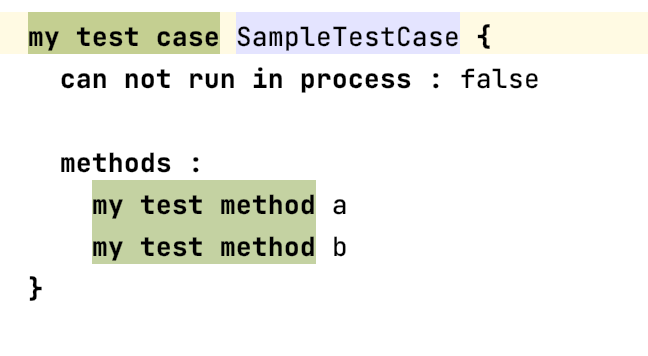 my test case SampleTestCase {
can not run in process : false
methods :
my test method a
my test method b
}